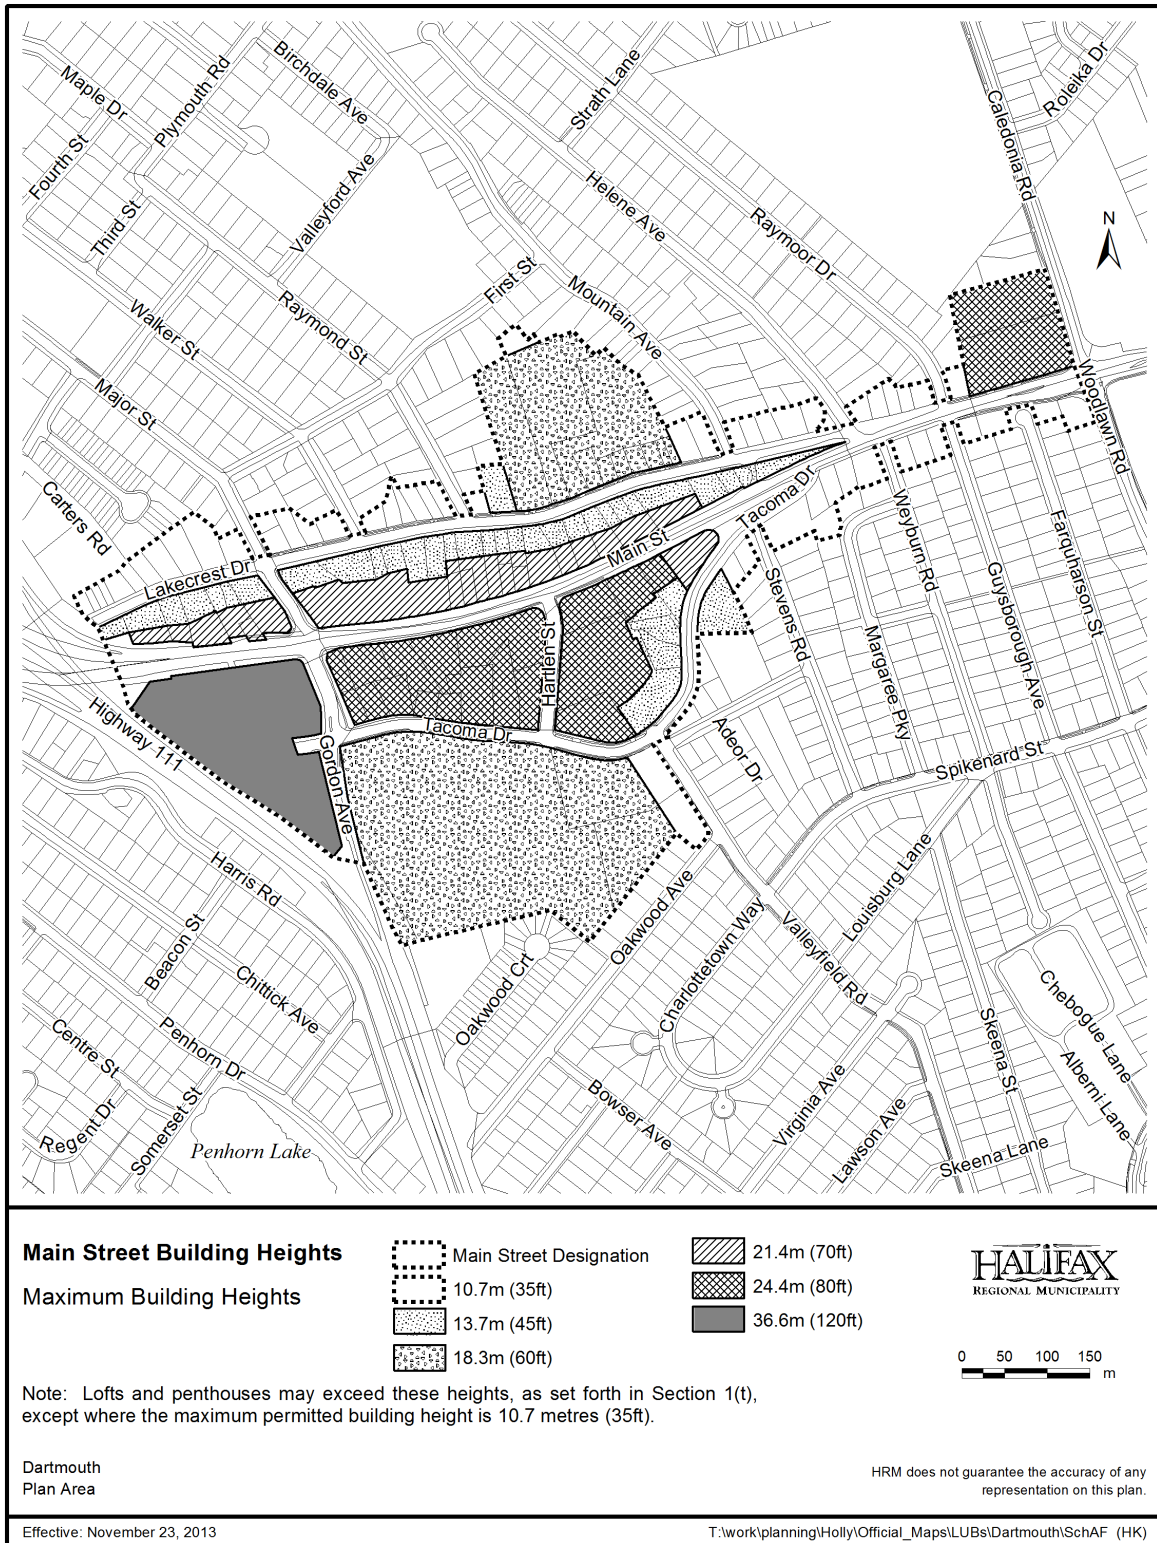 Birchdale Ave
Plymouth Rd
Maple Dr
Strath Lane
Roleika Dr
Caledonia Rd
Fourth St
Third St
Valleyford Ave
Helene Ave
Raymoor Dr
N
First St
Mountain Ave
Raymond St
Walker St
Major St
Woodlawn Rd
Carters Rd
Lakecrest Dr
Main St
Tacoma Dr
Weyburn Rd
Farquharson St
Guysborough Ave
Stevens Rd
Margaree Pky
Hartlen St
Highway 111
Gordon Ave
Tacoma Dr
Adeor Dr
Spikenard St
Harris Rd
Beacon St
Chittick Ave
Oakwood Ave
Louisburg Lane
Charlottetown Way
Valleyfield Rd
Oakwood Crt
Centre St
Penhorn Dr
Somerset St
Regent Dr
Penhorn Lake
Bowser Ave
Virginia Ave
Lawson Ave
Skeena St
Skeena Lane
Chebogue Lane
Alberni Lane
Main Street Building Heights
Maximum Building Heights
Main Street Designation
10.7m (35ft)
13.7m (45ft)
18.3m (60ft)
21.4m (70ft)
24.4m (80ft)
36.6m (120ft)
HALIFAX
REGIONAL MUNICIPALITY
0 50 100 150
m
Note: Lofts and penthouses may exceed these heights, as set forth in Section 1(t),
except where the maximum permitted building height is 10.7 metres (35ft).
Dartmouth
Plan Area
HRM does not guarantee the accuracy of any
representation on this plan.
Effective: November 23, 2013
T:\work\planning\Holly\Official_Maps\LUBs\Dartmouth\SchAF (HK)